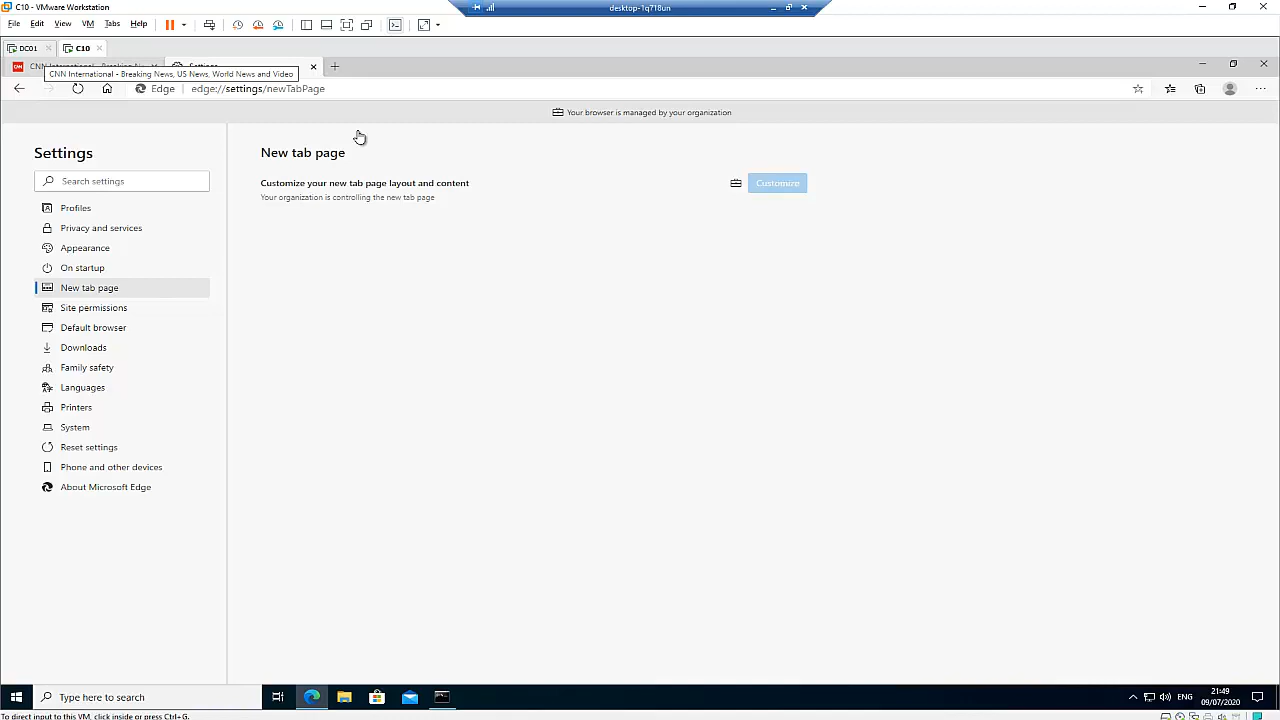 C10 - VMware Workstation
desktop-1q718un
File Edit View VM Tabs Help
DC01 C10
CNN
CNN International - Breaking News, US News, World News and Video
Edge edge://settings/newTabPage
Your browser is managed by your organization
Settings
New tab page
Search settings
Customize your new tab page layout and content
Customize
Your organization is controlling the new tab page
Profiles
Privacy and services
Appearance
On startup
New tab page
Site permissions
Default browser
Downloads
Family safety
Languages
Printers
System
Reset settings
Phone and other devices
About Microsoft Edge
Type here to search
ENG
21:49
09/07/2020
To direct input to this VM, click inside or press Ctrl+G.